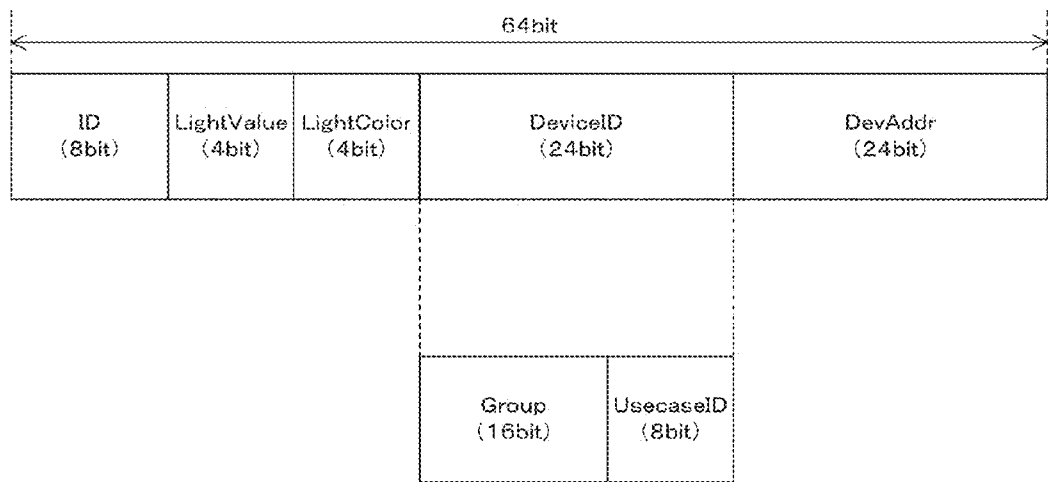 64bit
ID
(8bit)
LightValue
(4bit)
LightColor
(4bit)
DeviceID
(24bit)
DevAddr
(24bit)
Group
(16bit)
UsecaseID
(8bit)